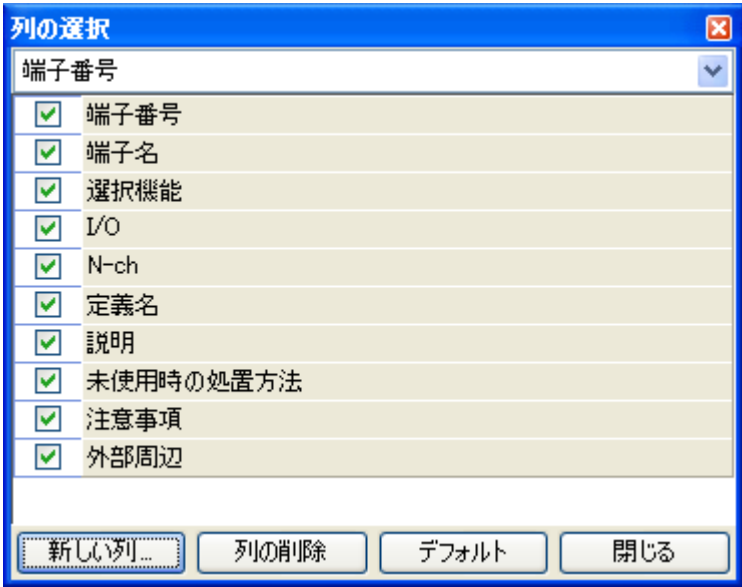 列の選択
端子番号
端子番号
端子名
選択機能
I/O
N-ch
定義名
説明
未使用時の処置方法
注意事項
外部周辺
新しい列... 列の削除 デフォルト 閉じる